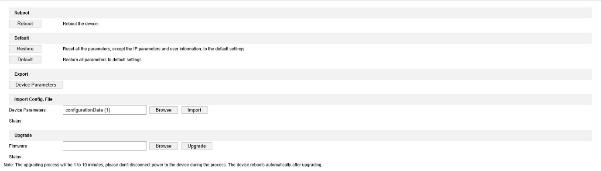 Reboot
Reboot Reboot the device.
Default
Restore Reset all the parameters, except the IP parameters and user information, to the default settings.
Default Restore all parameters to default settings.
Export
Device Parameters
Import Config. File
Device Parameters configurationData (1) Browse Import
Status
Upgrade
Firmware Browse Upgrade
Status
Note: The upgrading process will be 1 to 10 minutes, please don't disconnect power to the device during the process. The device reboots automatically after upgrading.